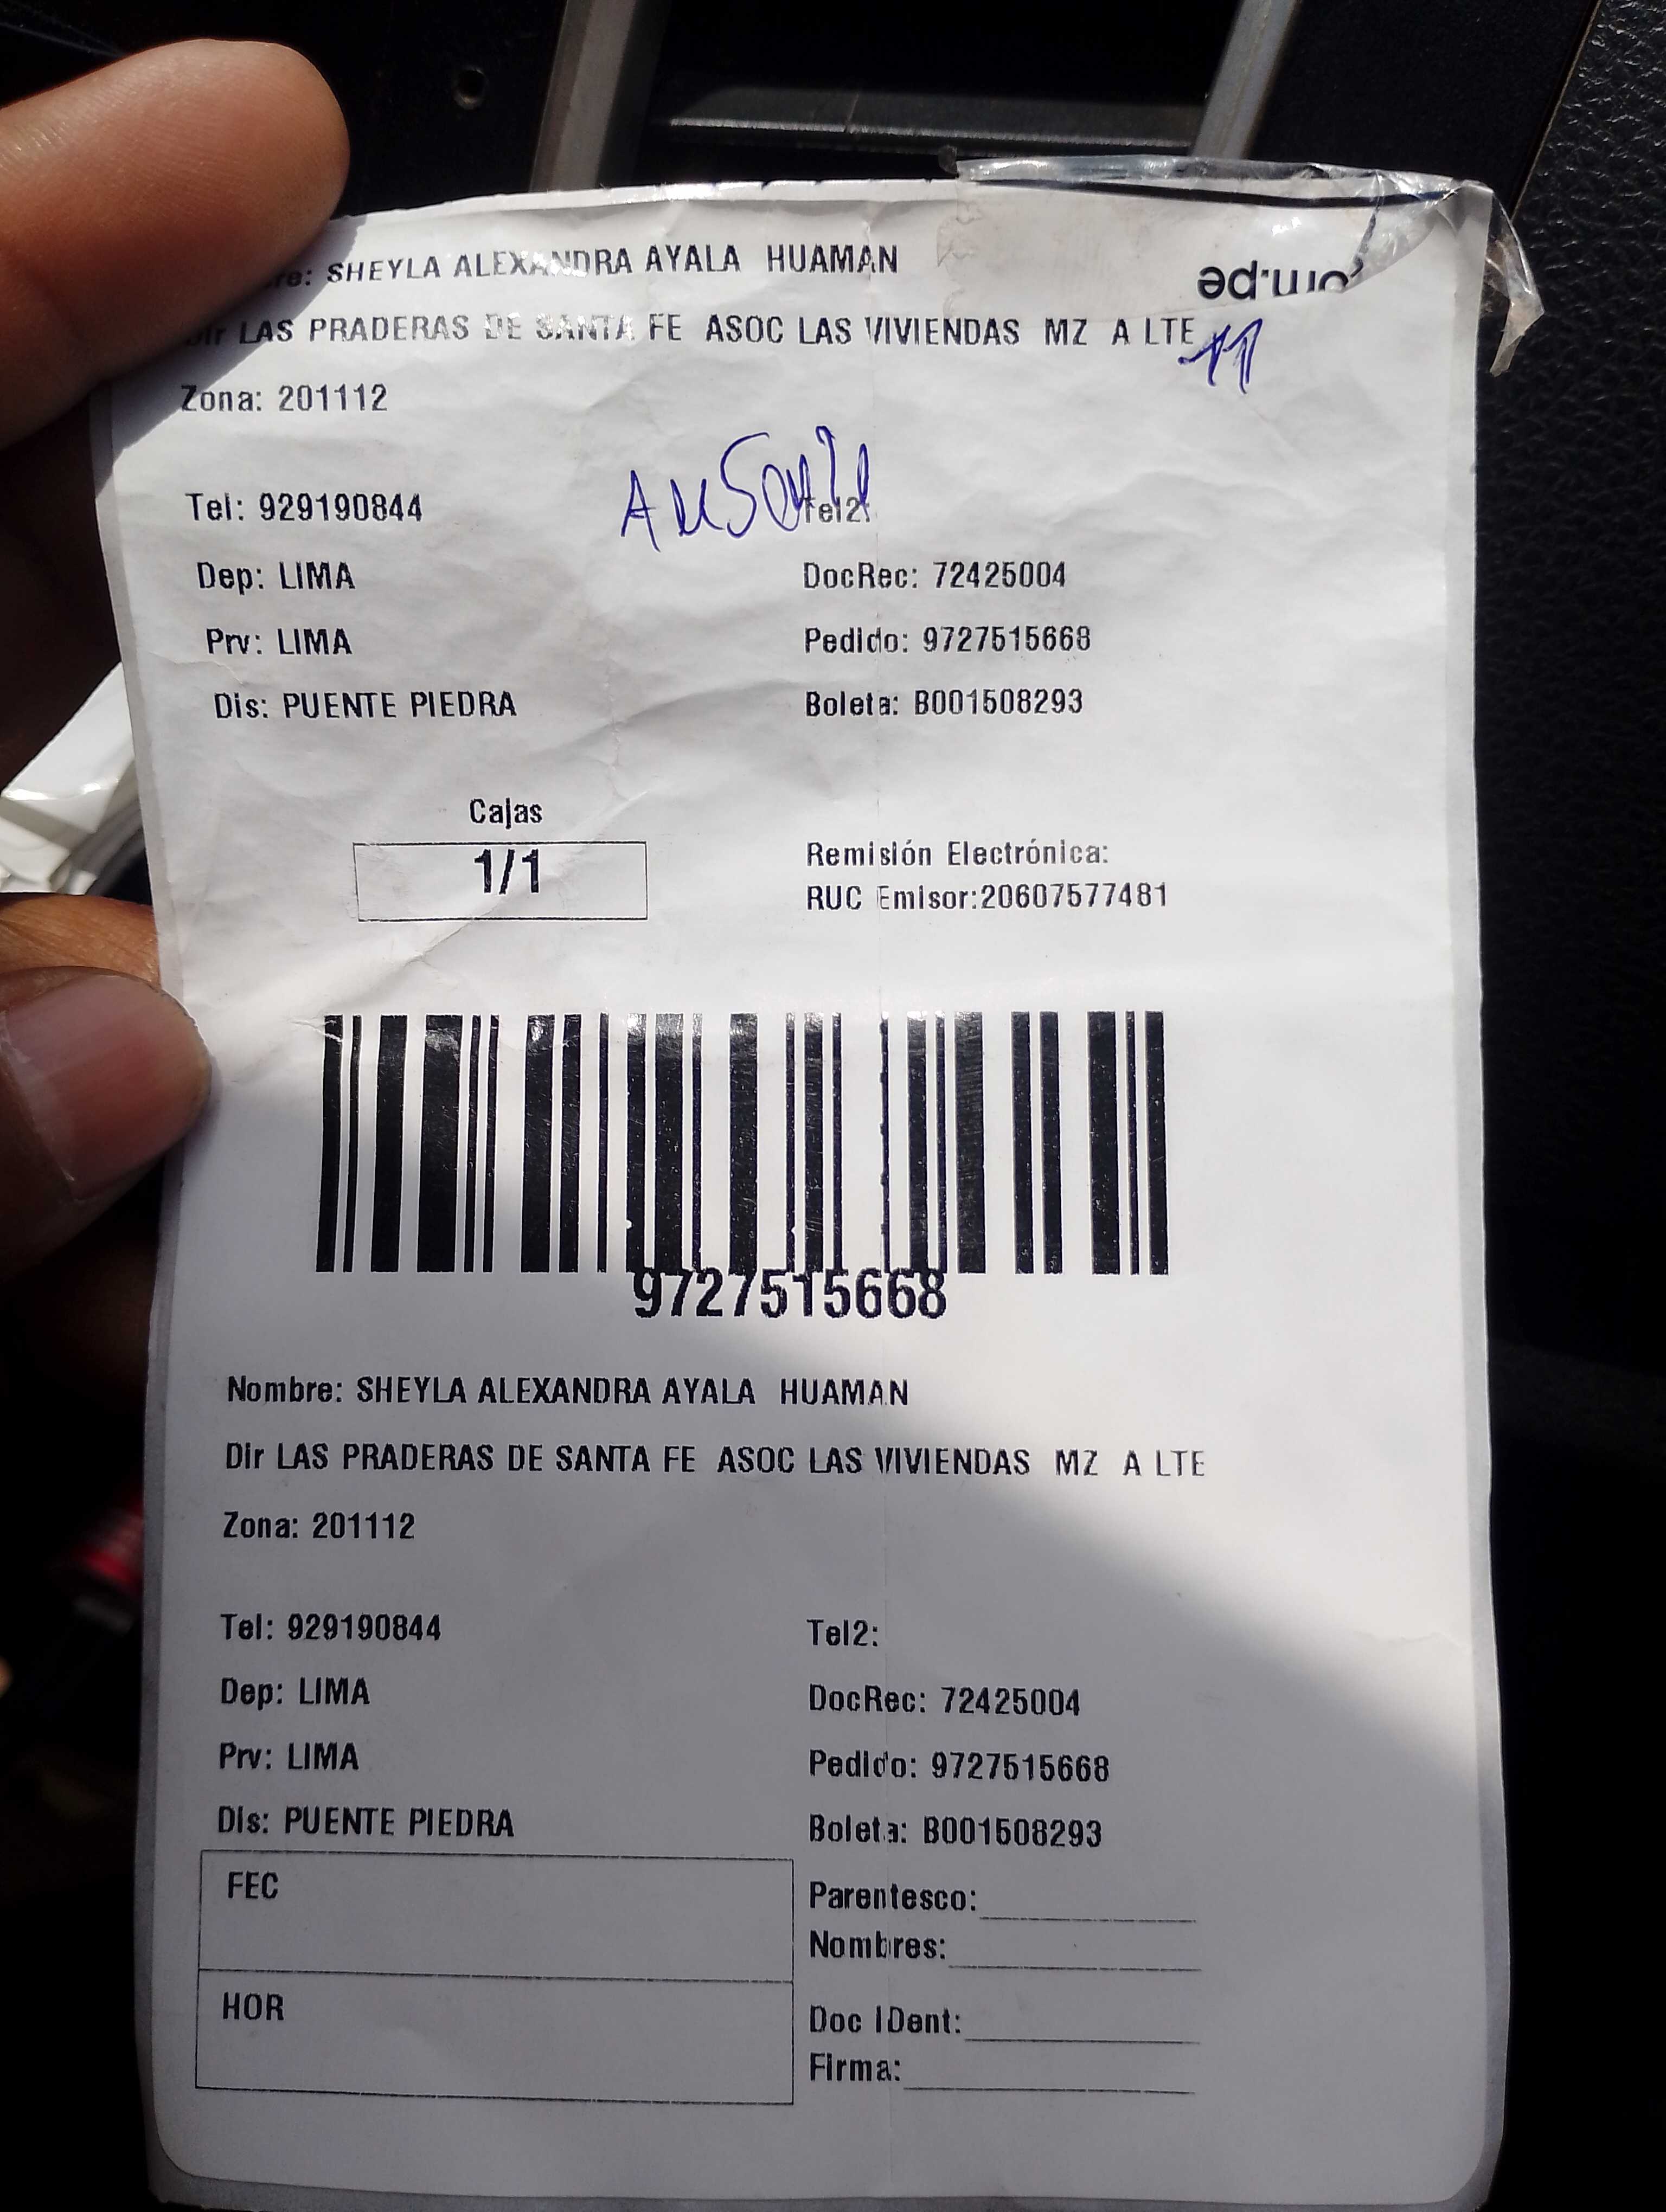 re: SHEYLA ALEXANDRA AYALA HUAMAN
om.pe
Dir LAS PRADERAS DE SANTA FE ASOC LAS VIVIENDAS MZ A LTE 11
Zona: 201112
Tel: 929190844 Tel2:
Dep: LIMA DocRec: 72425004
Prv: LIMA Pedido: 9727515668
Dis: PUENTE PIEDRA Boleta: B001508293
Cajas
1/1
Remisión Electrónica:
RUC Emisor:20607577481
9727515668
Nombre: SHEYLA ALEXANDRA AYALA HUAMAN
Dir LAS PRADERAS DE SANTA FE ASOC LAS VIVIENDAS MZ A LTE
Zona: 201112
Tel: 929190844 Tel2:
Dep: LIMA DocRec: 72425004
Prv: LIMA Pedido: 9727515668
Dis: PUENTE PIEDRA Boleta: B001508293
FEC
HOR
Parentesco:
Nombres:
Doc IDent:
Firma: